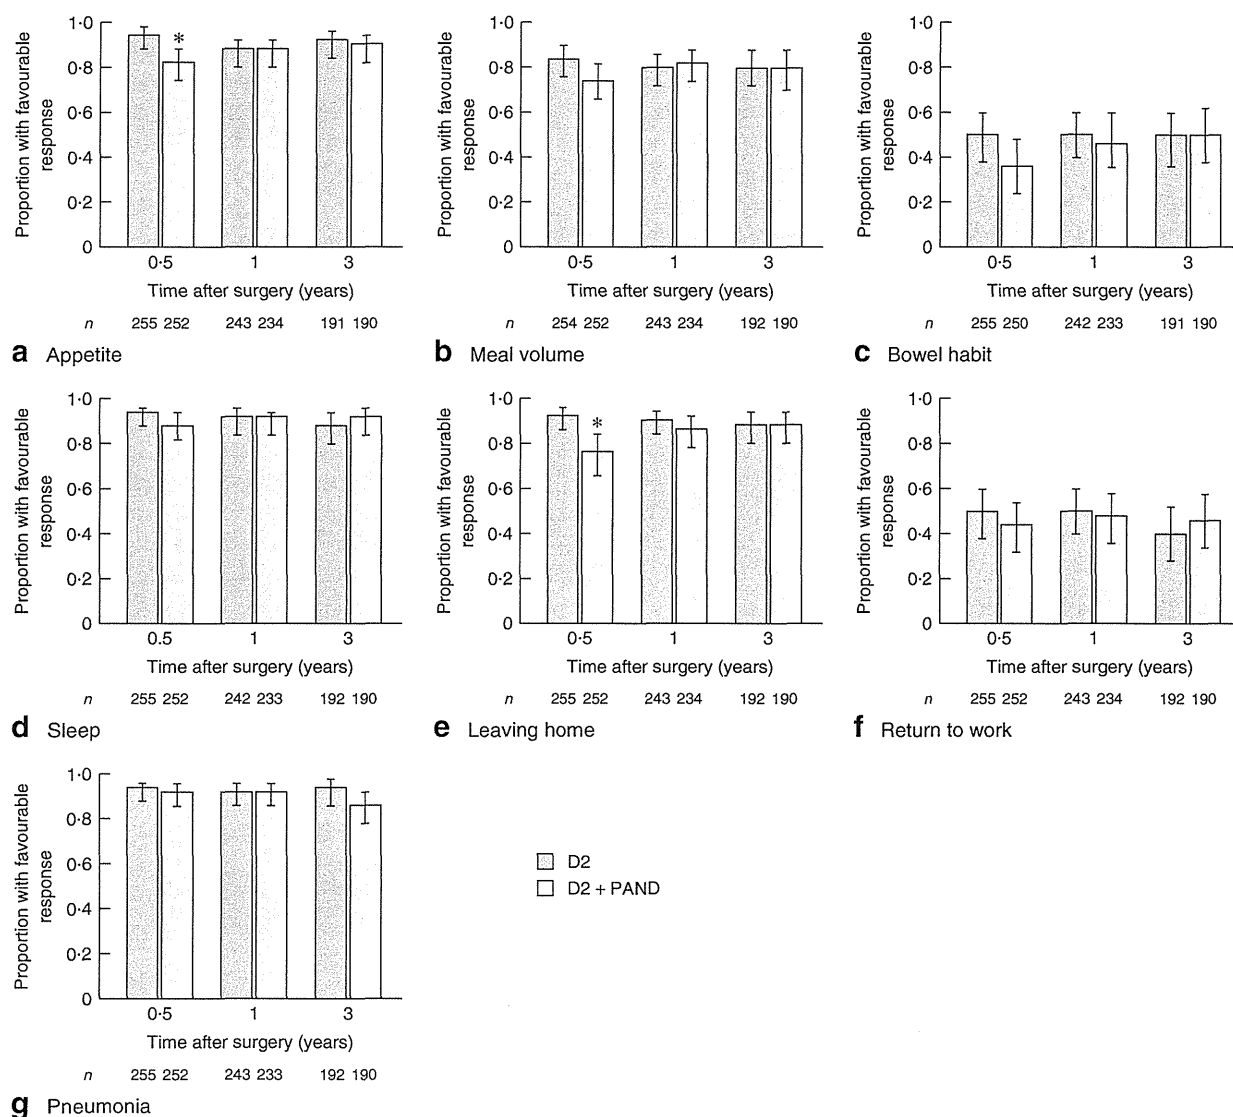 Proportion with favourable
response
1·0
0·8
0·6
0·4
0·2
0
*
0·5 1 3
Time after surgery (years)
n 255 252 243 234 191 190
a Appetite
Proportion with favourable
response
1·0
0·8
0·6
0·4
0·2
0
0·5 1 3
Time after surgery (years)
n 254 252 243 234 192 190
b Meal volume
Proportion with favourable
response
1·0
0·8
0·6
0·4
0·2
0
0·5 1 3
Time after surgery (years)
n 255 250 242 233 191 190
c Bowel habit
Proportion with favourable
response
1·0
0·8
0·6
0·4
0·2
0
0.5 1 3
Time after surgery (years)
n 255 252 242 233 192 190
d Sleep
Proportion with favourable
response
1·0
0·8
0·6
0·4
0·2
0
*
0·5 1 3
Time after surgery (years)
n 255 252 243 234 192 190
e Leaving home
Proportion with favourable
response
1·0
0·8
0·6
0·4
0·2
0
0·5 1 3
Time after surgery (years)
n 255 252 243 234 192 190
f Return to work
Proportion with favourable
response
1·0
0·8
0·6
0·4
0·2
0
0·5 1 3
Time after surgery (years)
n 255 252 243 233 192 190
g Pneumonia
D2
D2 + PAND